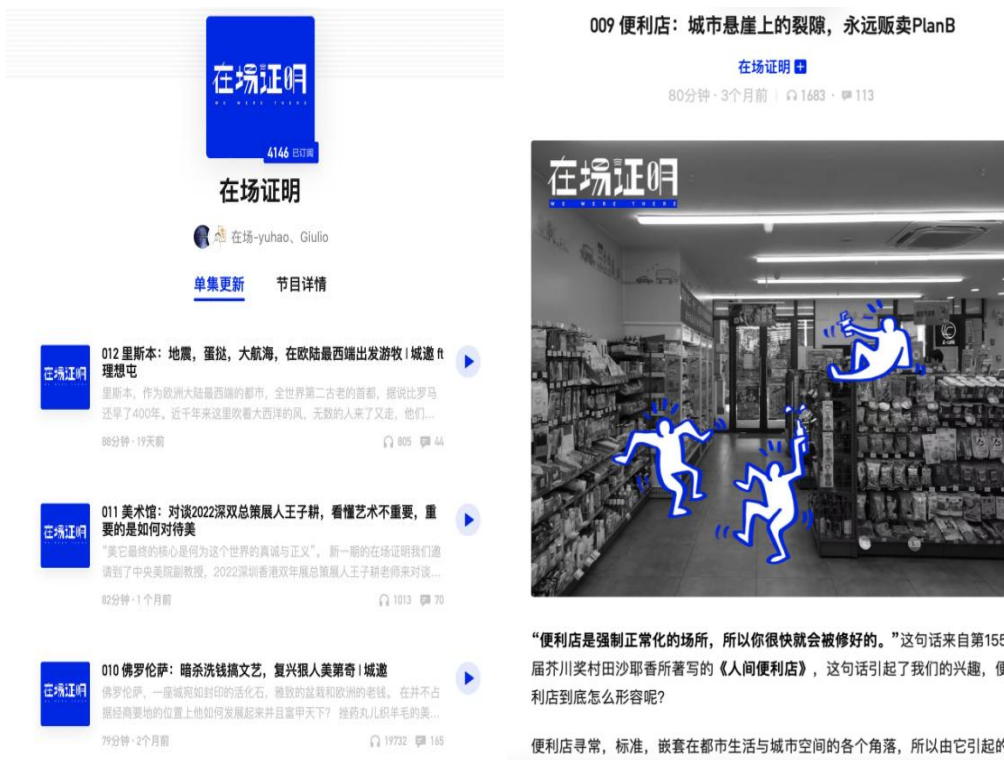 在场证明
WE WERE THERE
4146 已订阅
在场证明
在场-yuhao、Giulio
单集更新 节目详情
在场证明
012 里斯本：地震，蛋挞，大航海，在欧陆最西端出发游牧 | 城邀 ft
理想屯
里斯本，作为欧洲大陆最西端的都市，全世界第二古老的首都，据说比罗马
还早了400年。近千年来这里吹着大西洋的风，无数的人来了又走，他们...
88分钟 · 19天前 805 44
在场证明
011 美术馆：对谈2022深双总策展人王子耕，看懂艺术不重要，重
要的是如何对待美
“美它最终的核心是何为这个世界的真诚与正义”。 新一期的在场证明我们邀
请到了中央美院副教授，2022深圳香港双年展总策展人王子耕老师来对谈...
82分钟 · 1个月前 1013 70
在场证明
010 佛罗伦萨：暗杀洗钱搞文艺，复兴狠人美第奇 | 城邀
佛罗伦萨，一座城宛如封印的活化石，雅致的盆栽和欧洲的老钱。 在并不占
据经商要地的位置上他如何发展起来并且富甲天下？ 挫药丸儿织羊毛的美...
79分钟 · 2个月前 19732 165
009 便利店：城市悬崖上的裂隙，永远贩卖PlanB
在场证明
80分钟 · 3个月前 | 1683 · 113
在场证明
WE WERE THERE
“便利店是强制正常化的场所，所以你很快就会被修好的。”这句话来自第155
届芥川奖村田沙耶香所著写的《人间便利店》，这句话引起了我们的兴趣，便
利店到底怎么形容呢？
便利店寻常，标准，嵌套在都市生活与城市空间的各个角落，所以由它引起的